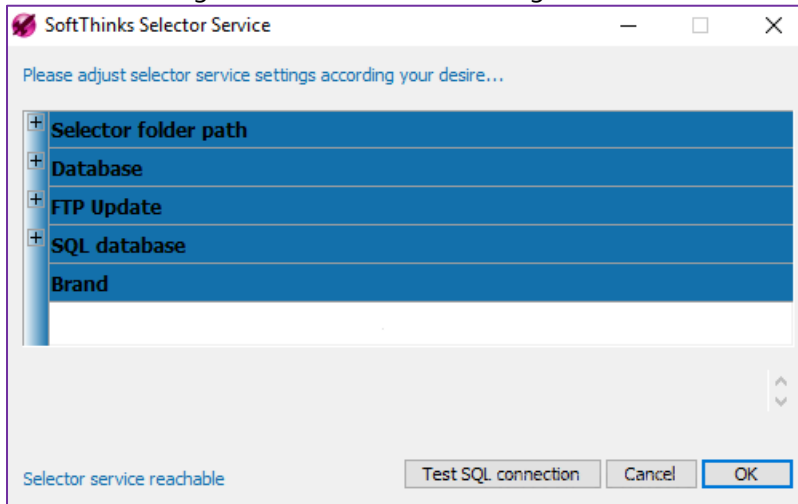 SoftThinks Selector Service
Please adjust selector service settings according your desire...
Selector folder path
Database
FTP Update
SQL database
Brand
Selector service reachable
Test SQL connection
Cancel
OK